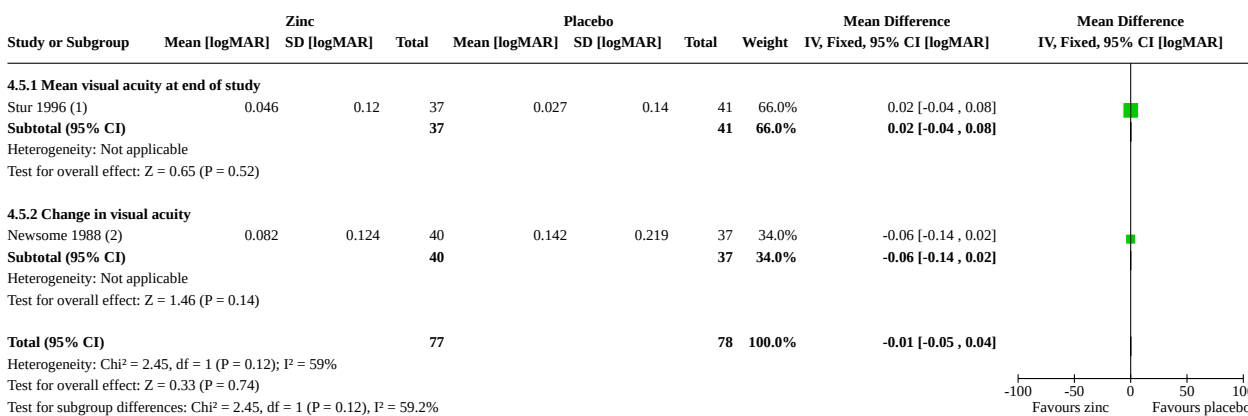 Zinc Placebo Mean Difference Mean Difference
Study or Subgroup Mean [logMAR] SD [logMAR] Total Mean [logMAR] SD [logMAR] Total Weight IV, Fixed, 95% CI [logMAR] IV, Fixed, 95% CI [logMAR]
4.5.1 Mean visual acuity at end of study
Stur 1996 (1) 0.046 0.12 37 0.027 0.14 41 66.0% 0.02 [-0.04 , 0.08]
Subtotal (95% CI) 37 41 66.0% 0.02 [-0.04 , 0.08]
Heterogeneity: Not applicable
Test for overall effect: Z = 0.65 (P = 0.52)
4.5.2 Change in visual acuity
Newsome 1988 (2) 0.082 0.124 40 0.142 0.219 37 34.0% -0.06 [-0.14 , 0.02]
Subtotal (95% CI) 40 37 34.0% -0.06 [-0.14 , 0.02]
Heterogeneity: Not applicable
Test for overall effect: Z = 1.46 (P = 0.14)
Total (95% CI) 77 78 100.0% -0.01 [-0.05 , 0.04]
Heterogeneity: Chi² = 2.45, df = 1 (P = 0.12); I² = 59%
Test for overall effect: Z = 0.33 (P = 0.74) -100 -50 0 50
Test for subgroup differences: Chi² = 2.45, df = 1 (P = 0.12), I² = 59.2% Favours zinc Favours placebo